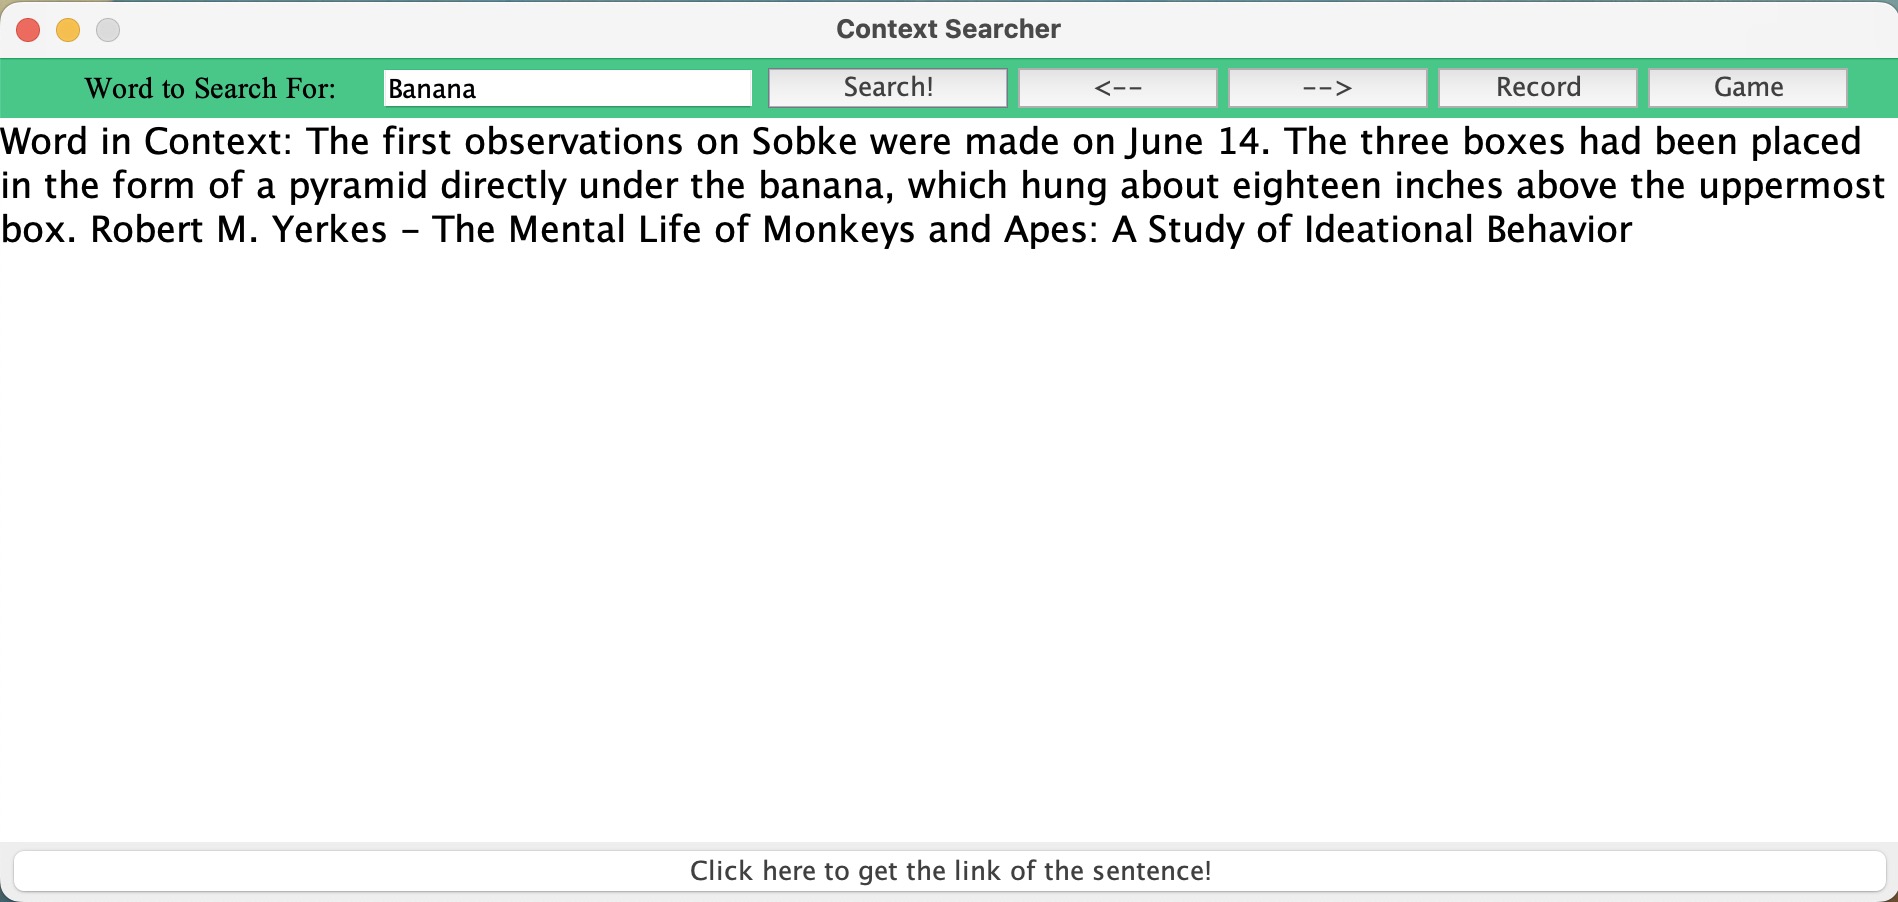 Context Searcher
Word to Search For: Banana Search! <-- --> Record Game
Word in Context: The first observations on Sobke were made on June 14. The three boxes had been placed
in the form of a pyramid directly under the banana, which hung about eighteen inches above the uppermost
box. Robert M. Yerkes - The Mental Life of Monkeys and Apes: A Study of Ideational Behavior
Click here to get the link of the sentence!